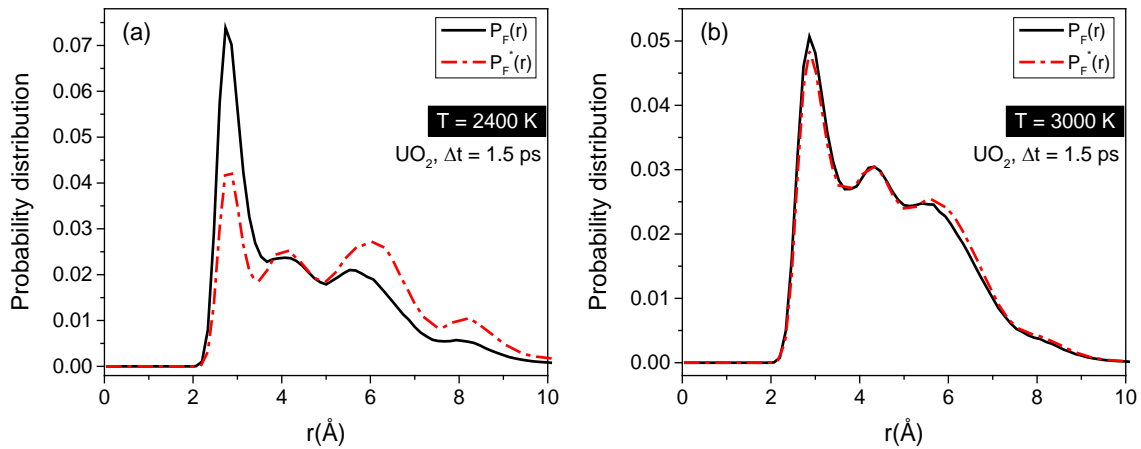 (a)
P_F(r)
P_F^*(r)
T = 2400 K
UO₂, Δt = 1.5 ps
Probability distribution
0.07
0.06
0.05
0.04
0.03
0.02
0.01
0.00
0 2 4 6 8 10
r(Å)
(b)
P_F(r)
P_F^*(r)
T = 3000 K
UO₂, Δt = 1.5 ps
Probability distribution
0.05
0.04
0.03
0.02
0.01
0.00
0 2 4 6 8 10
r(Å)